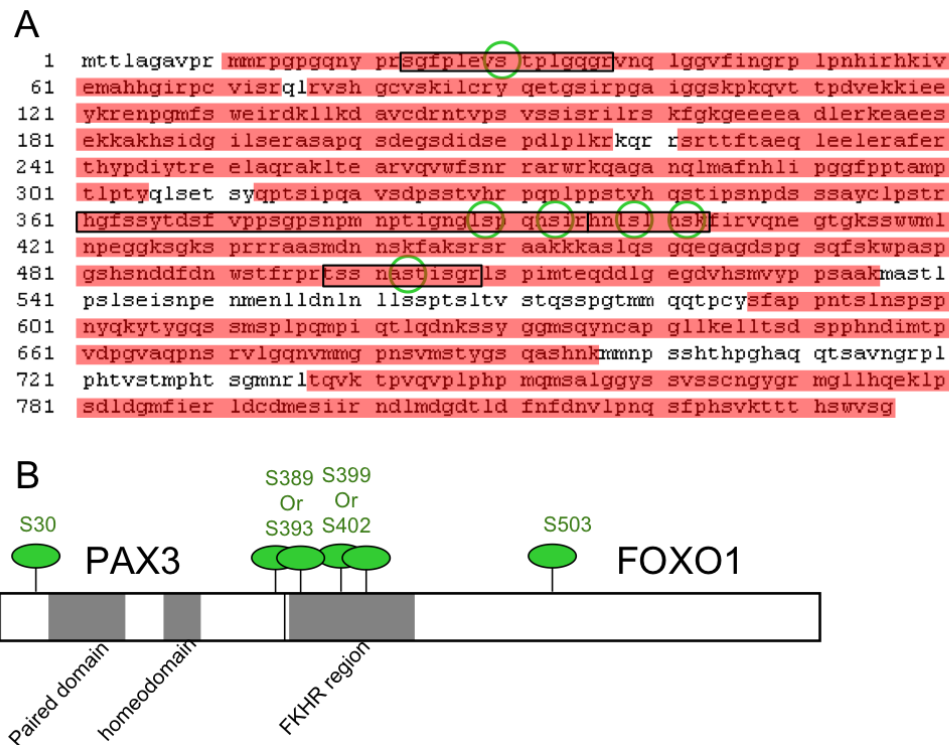 A
1 mttlagavpr mmrpgpgqny prsgfplevs tplgqgrvnq lggvfingrp lpnhirhkiv
61 emahhgirpc visrqlrvsh gcvskilcry qetgsirpga iggskpkqvt tpdvekkiee
121 ykrenpgmfs weirdkllkd avcdrntvps vssisrilrs kfgkgeeeea dlerkeaees
181 ekkakhsidg ilserasapq sdegsdidse pdlplkrkqr rsrttftaeq leelerafer
241 thypdiytre elaqraklte arvqvwfsnr rarwrkqaga nqlmafnhli pggfpptamp
301 tlptyqlset syqptsipqa vsdpsstvhr pqplppstvh qstipsnpds ssayclpstr
361 hgfssytdsf vppsgpsnpm nptignglsp qnsirhnlsl hskfirvqne gtgksswwml
421 npeggksgks prrraasmdn nskfaksrsr aakkkaslqs gqegagdspg sqfskwpasp
481 gshsnddfdn wstfrprtss nastisgrls pimteqddlg egdvhsmvyp psaakmastl
541 pslseisnpe nmenlldnln llssptsltv stqsspgtmm qqtpcysfap pntslnspsp
601 nyqkytygqs smsplpqmpi qtlqdnkssy ggmsqyncap gllkelltsd spphndimtp
661 vdpgvaqpns rvlgqnvmmg pnsvmstygs qashnkmmnp sshthpghaq qtsavngrpl
721 phtvstmpht sgmnrltqvk tpvqvplphp mqmsalggys svsscngygr mgllhqeklp
781 sdldgmfier ldcdmesiir ndlmdgdtld fnfdnvlpnq sfphsvkttt hswvsg
B
S30
S389
Or
S393
S399
Or
S402
S503
PAX3
FOXO1
Paired domain
homeodomain
FKHR region